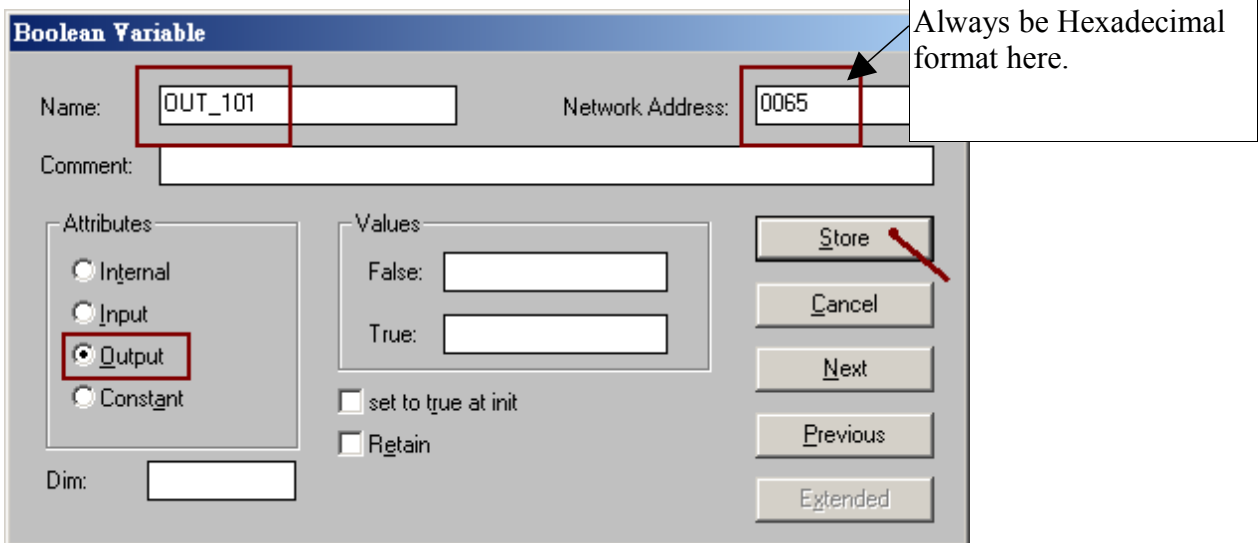 Always be Hexadecimal
format here.
Boolean Variable
Name: OUT_101 Network Address: 0065
Comment:
Attributes
Internal
Input
Output
Constant
Dim:
Values
False:
True:
set to true at init
Retain
Store
Cancel
Next
Previous
Extended